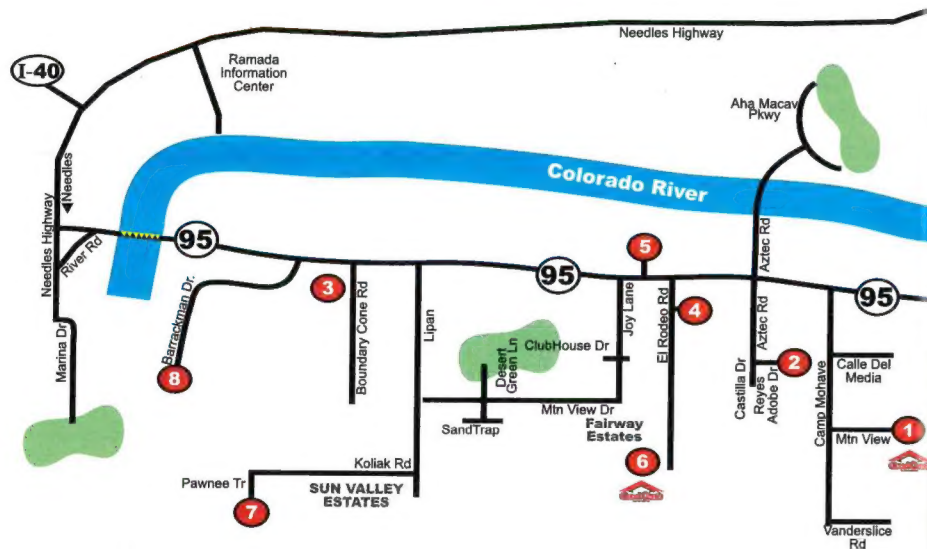 Needles Highway
I-40
Ramada
Information
Center
Aha Macav
Pkwy
Colorado River
Needles
Needles Highway
River Rd
95
Aztec Rd
5
95
95
3
Barrackman Dr.
Boundary Cone Rd
Lipan
Joy Lane
El Rodeo Rd
4
Aztec Rd
Marina Dr
8
Desert
Green Ln
ClubHouse Dr
2
Castilla Dr
Reyes
Adobe Dr
Calle Del
Media
Camp Mohave
SandTrap
Mtn View Dr
Fairway
Estates
Mtn View
1
6
Koliak Rd
Pawnee Tr
SUN VALLEY
ESTATES
7
Vanderslice
Rd